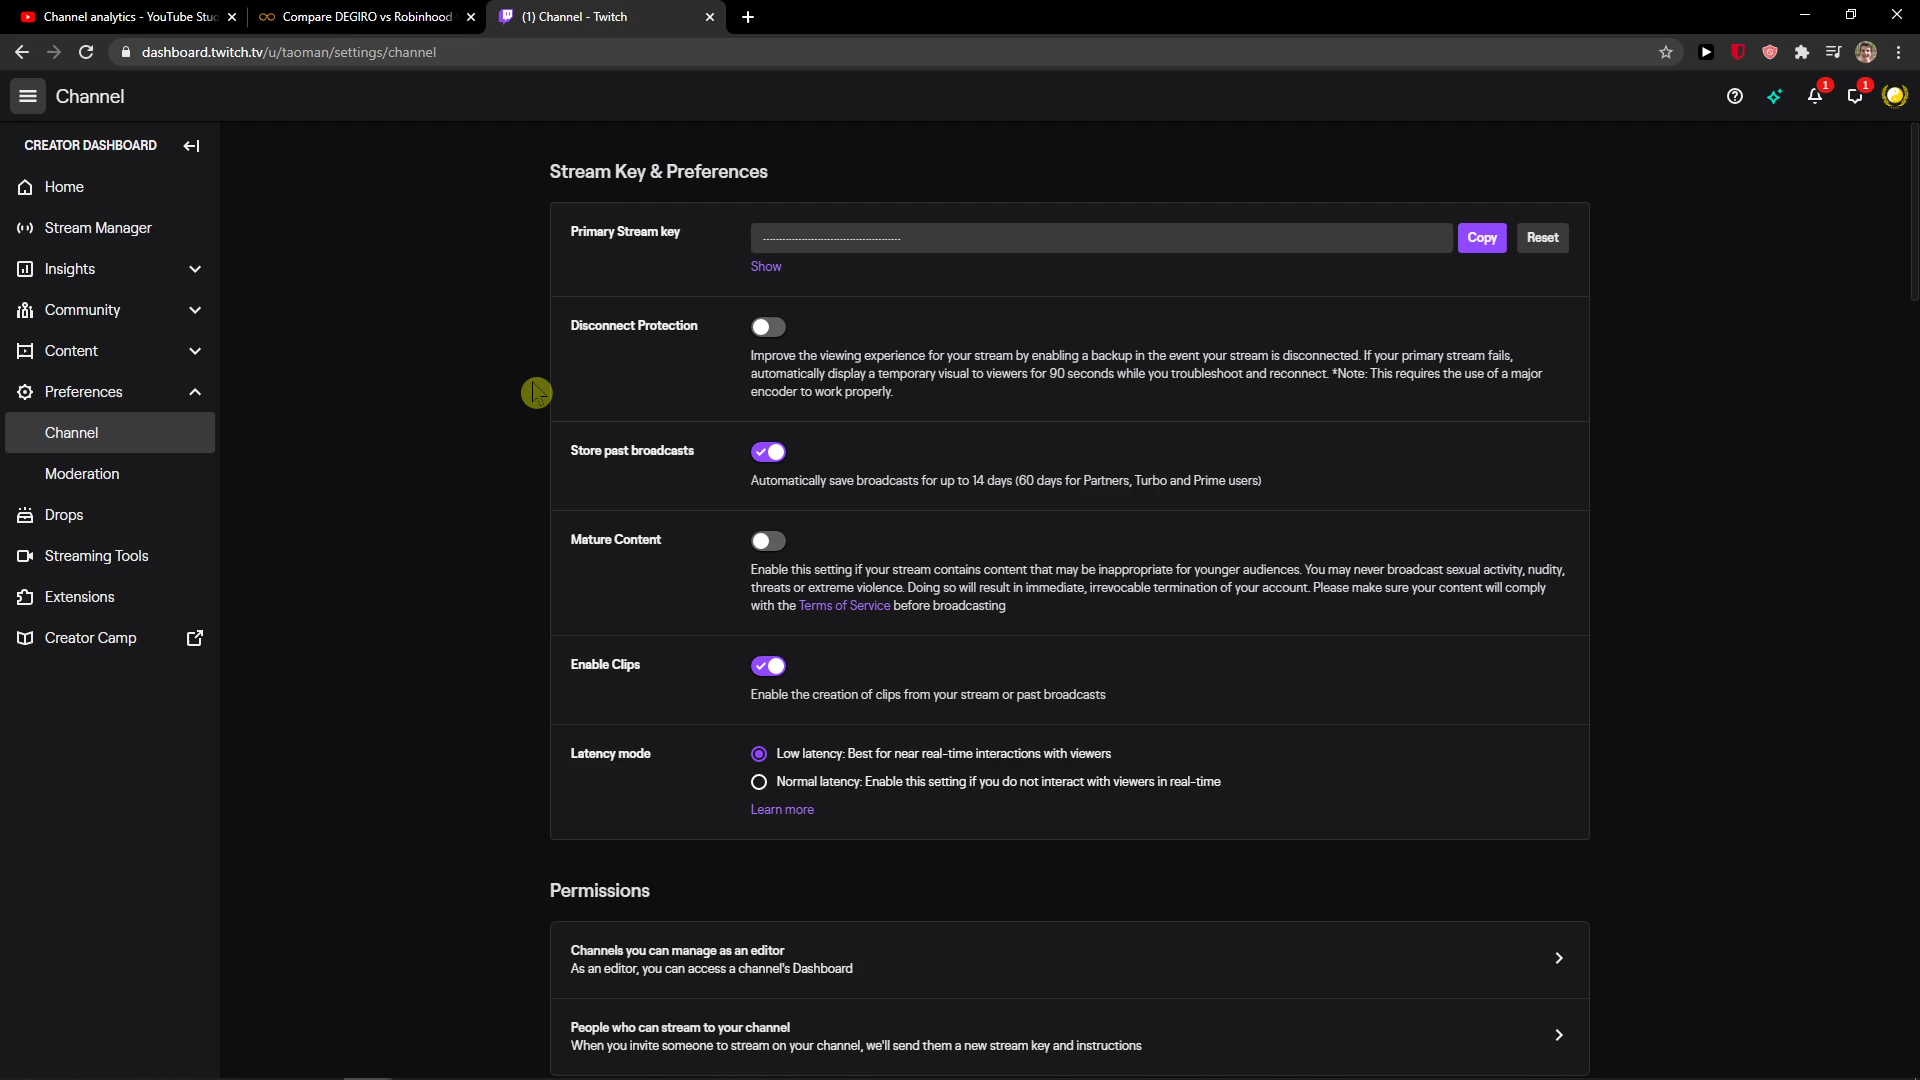 Channel analytics - YouTube Stu
Compare DEGIRO vs Robinhood
(1) Channel - Twitch
dashboard.twitch.tv/u/taoman/settings/channel
Channel
1
1
CREATOR DASHBOARD
Home
Stream Manager
Insights
Community
Content
Preferences
Channel
Moderation
Drops
Streaming Tools
Extensions
Creator Camp
Stream Key & Preferences
Primary Stream key
Copy
Reset
Show
Disconnect Protection
Improve the viewing experience for your stream by enabling a backup in the event your stream is disconnected. If your primary stream fails,
automatically display a temporary visual to viewers for 90 seconds while you troubleshoot and reconnect. *Note: This requires the use of a major
encoder to work properly.
Store past broadcasts
Automatically save broadcasts for up to 14 days (60 days for Partners, Turbo and Prime users)
Mature Content
Enable this setting if your stream contains content that may be inappropriate for younger audiences. You may never broadcast sexual activity, nudity,
threats or extreme violence. Doing so will result in immediate, irrevocable termination of your account. Please make sure your content will comply
with the Terms of Service before broadcasting
Enable Clips
Enable the creation of clips from your stream or past broadcasts
Latency mode
Low latency: Best for near real-time interactions with viewers
Normal latency: Enable this setting if you do not interact with viewers in real-time
Learn more
Permissions
Channels you can manage as an editor
As an editor, you can access a channel's Dashboard
People who can stream to your channel
When you invite someone to stream on your channel, we'll send them a new stream key and instructions